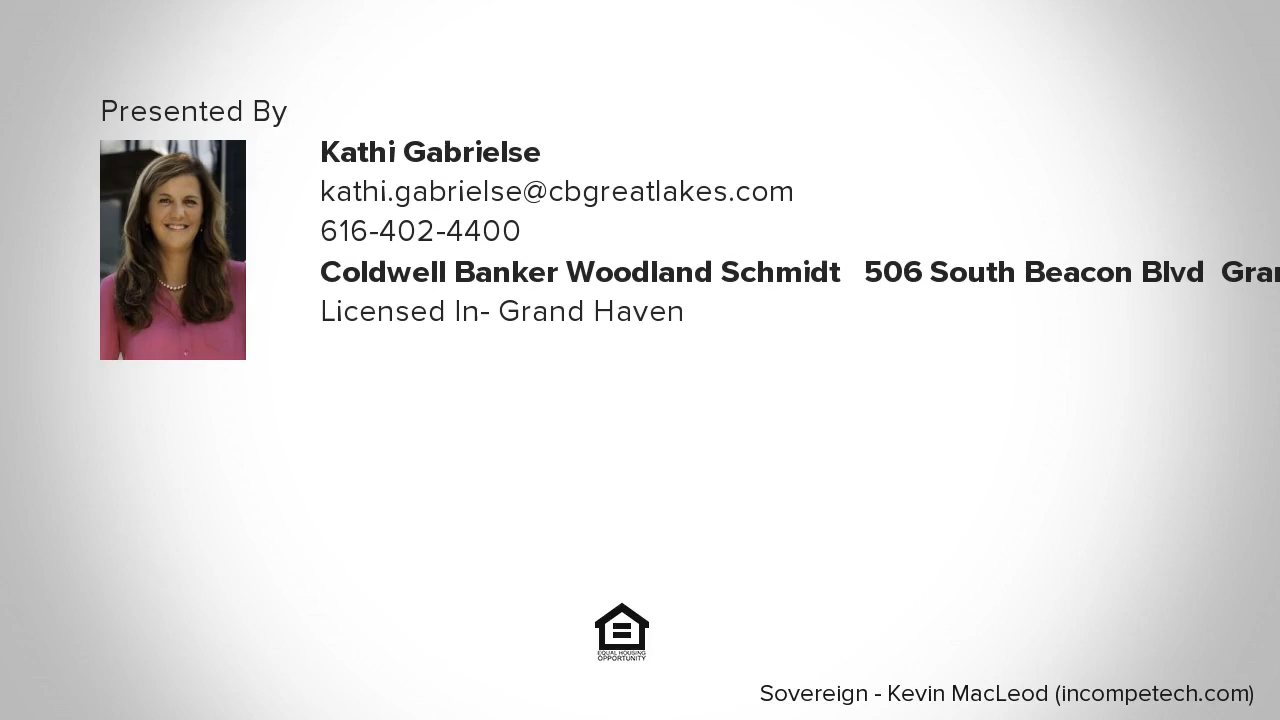 Presented By
Kathi Gabrielse
kathi.gabrielse@cbgreatlakes.com
616-402-4400
Coldwell Banker Woodland Schmidt 506 South Beacon Blvd
Licensed In- Grand Haven
EQUAL HOUSING
OPPORTUNITY
Sovereign - Kevin MacLeod (incompetech.com)